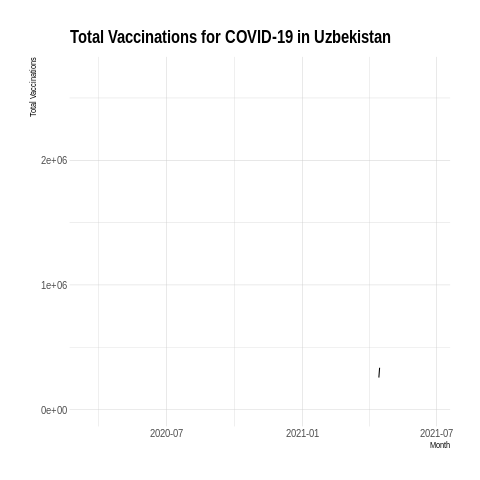 Total Vaccinations for COVID-19 in Uzbekistan
Total Vaccinations
2e+06
1e+06
0e+00
2020-07
2021-01
2021-07
Month